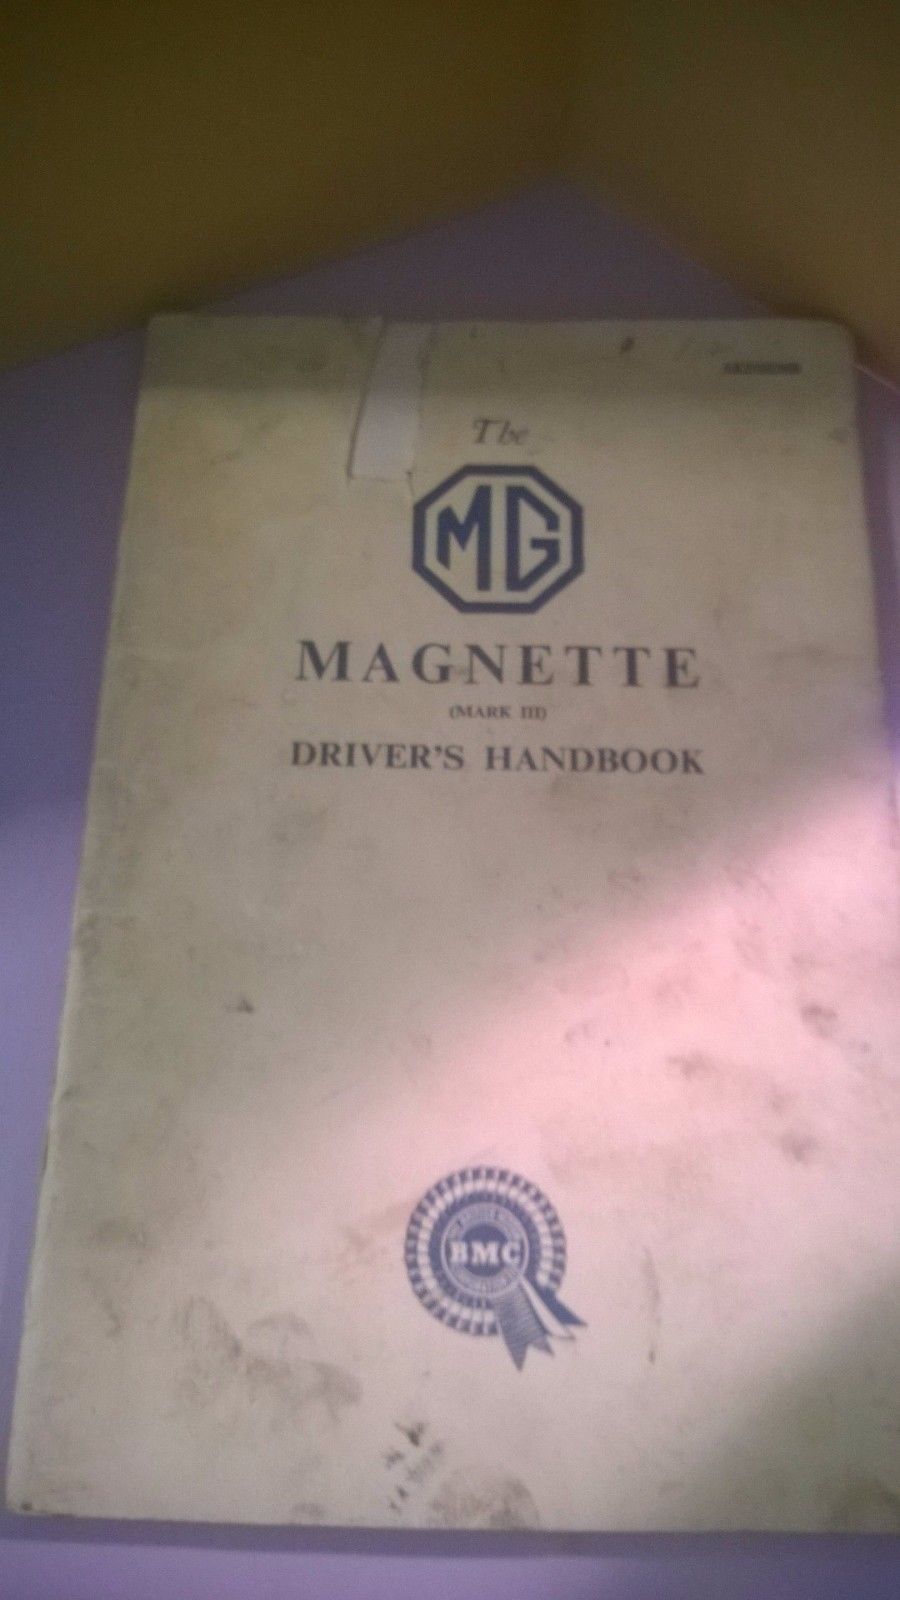 The
MG
MAGNETTE
(MARK III)
DRIVER'S HANDBOOK
BMC